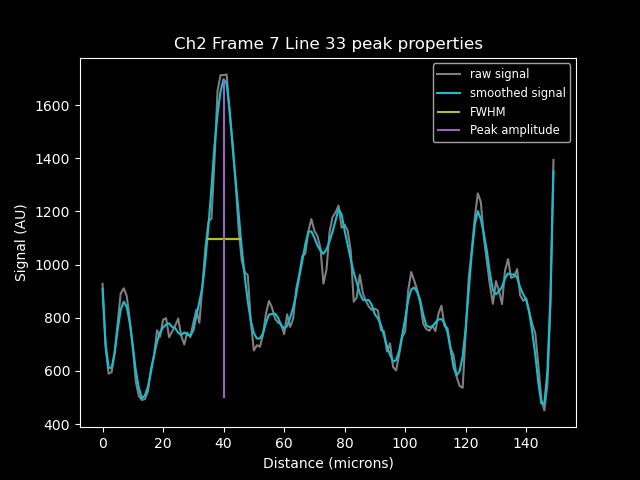 Ch2 Frame 7 Line 33 peak properties
raw signal
smoothed signal
FWHM
Peak amplitude
Signal (AU)
1600
1400
1200
1000
800
600
400
0 20 40 60 80 100 120 140
Distance (microns)